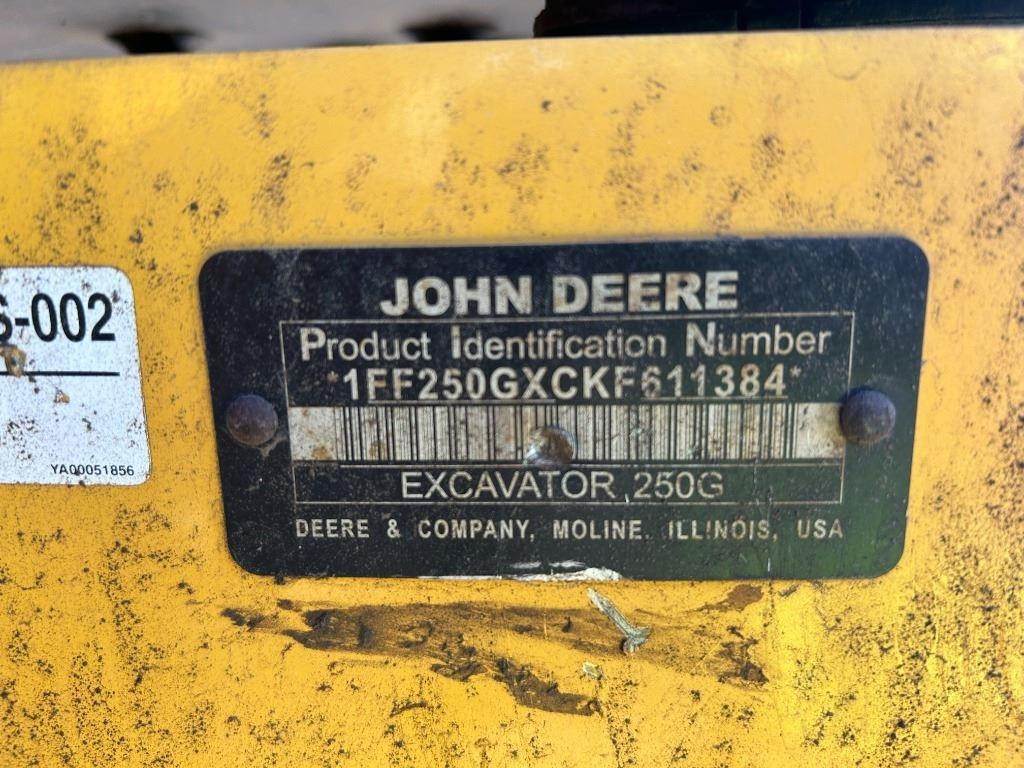 S-002
YA00051856
JOHN DEERE
Product Identification Number
*1FF250GXCKF611384*
EXCAVATOR 250G
DEERE & COMPANY, MOLINE, ILLINOIS, USA